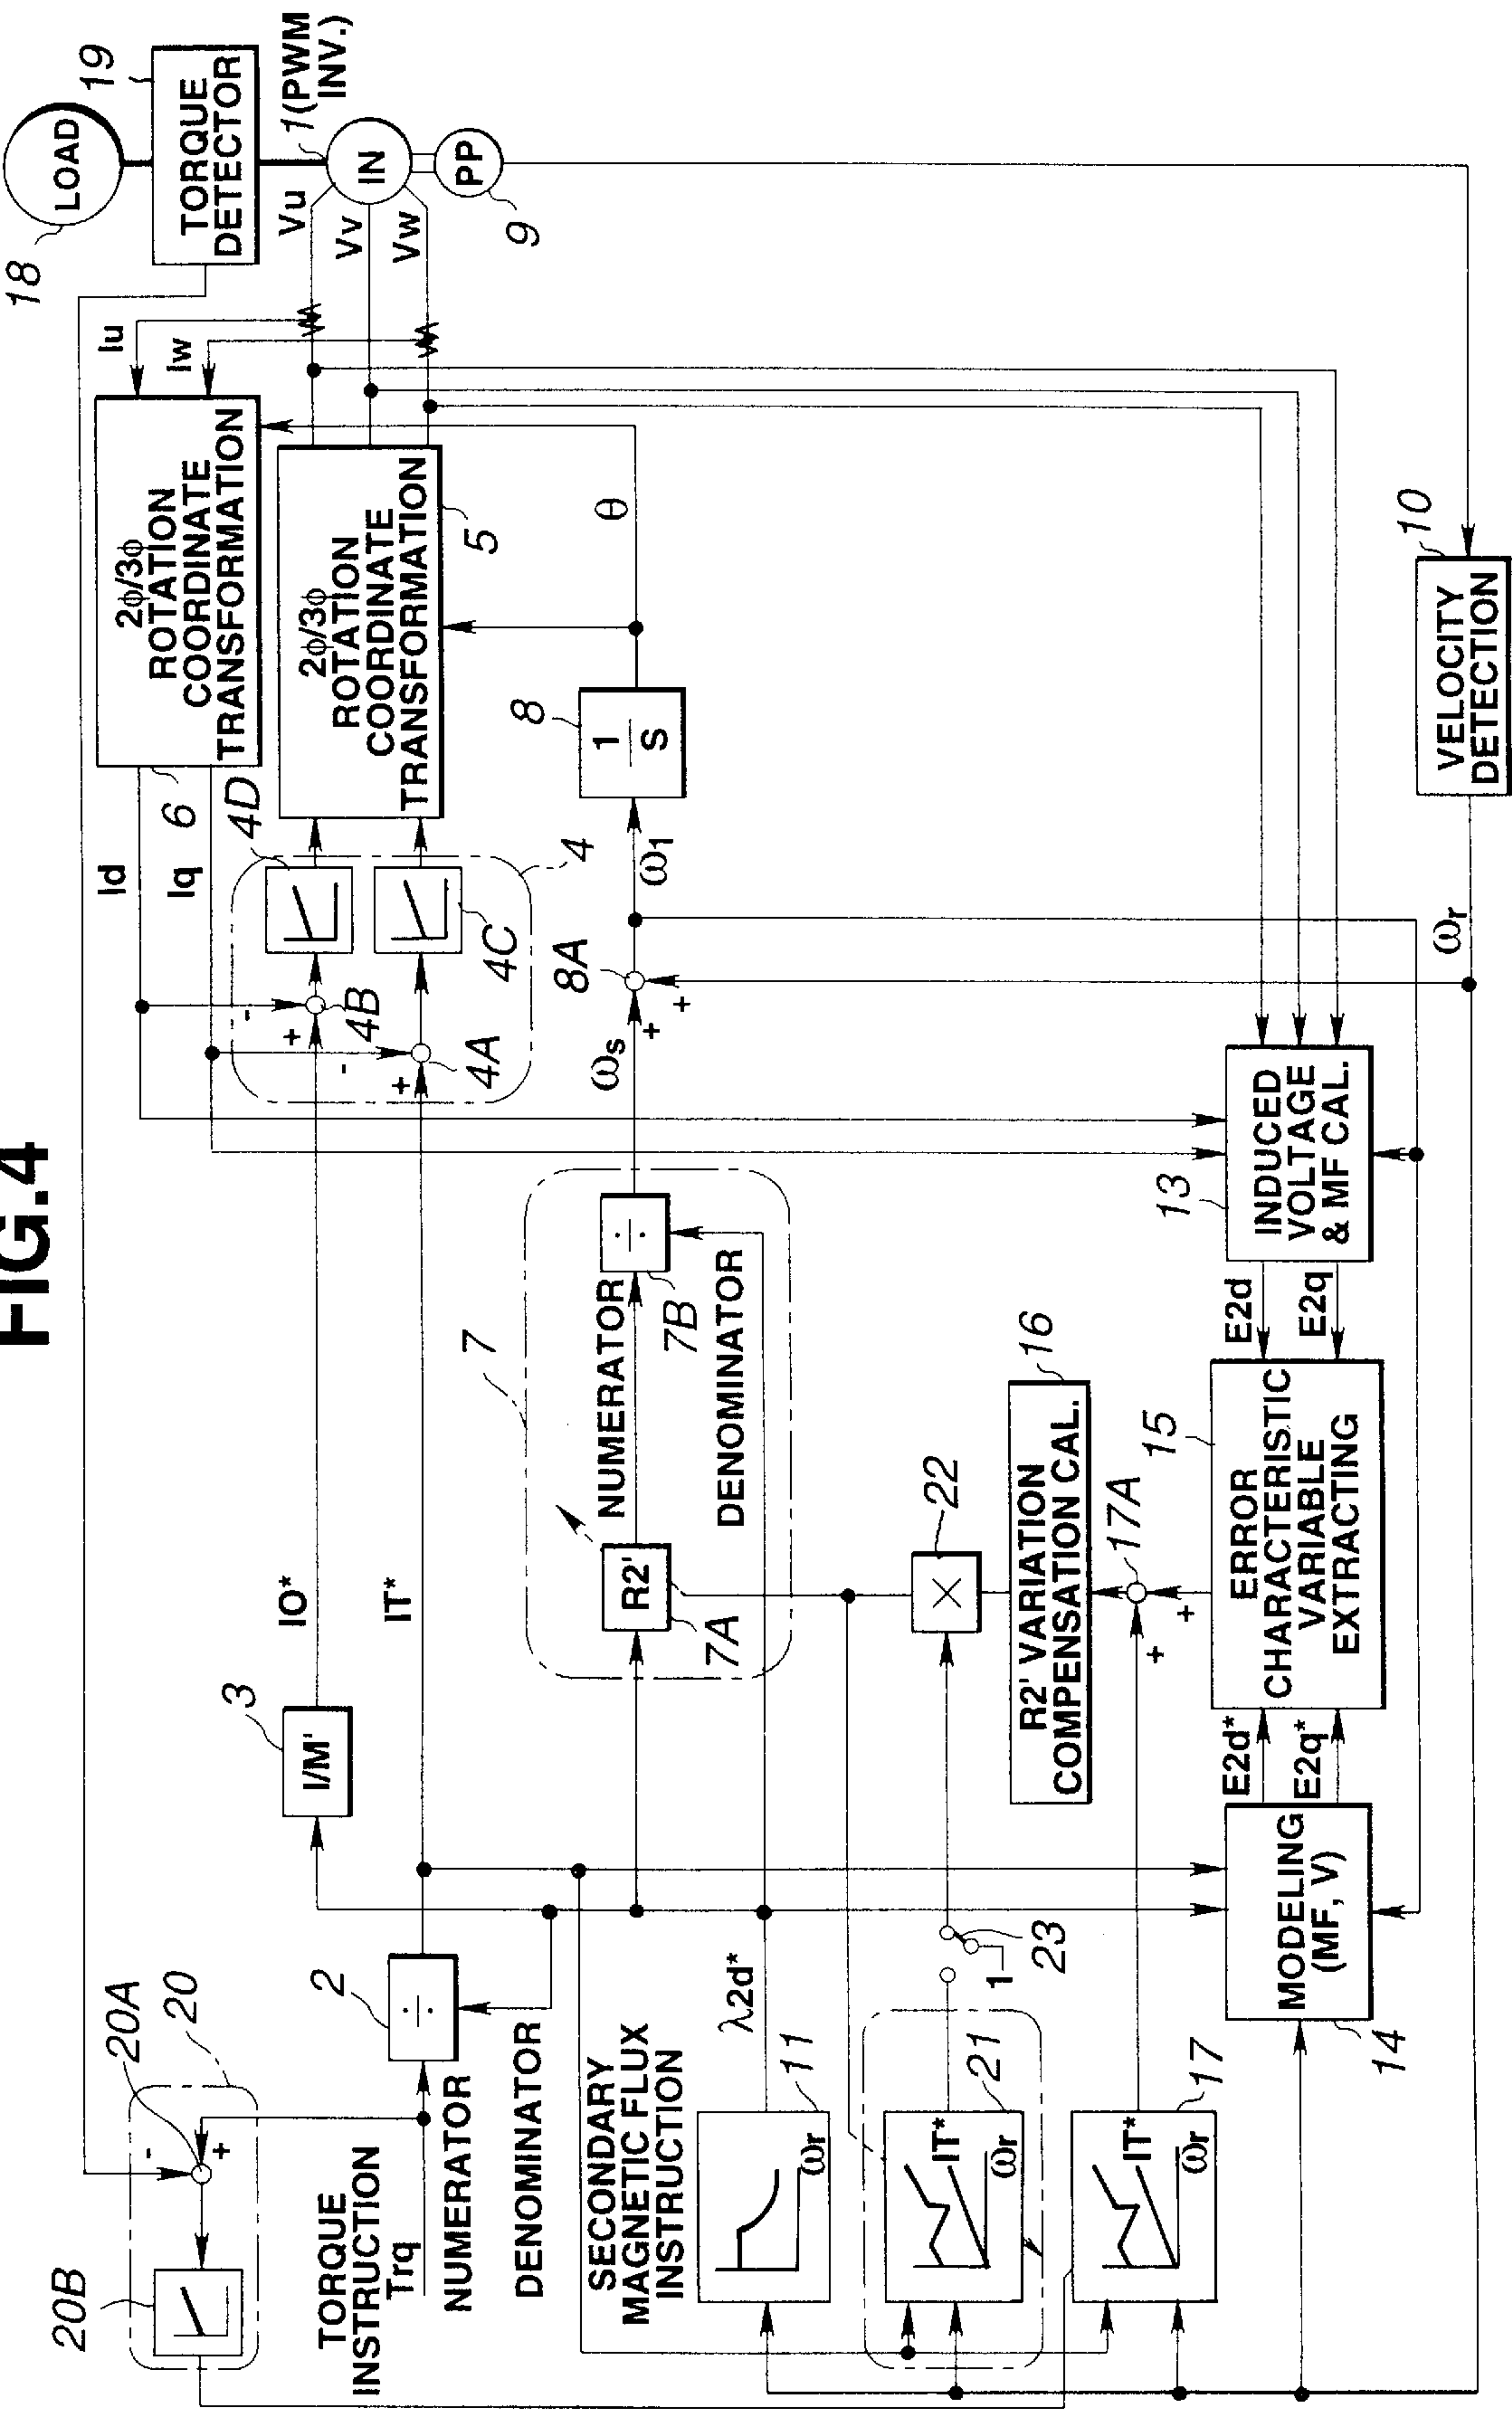 FIG.4
20B
20A
20
TORQUE
INSTRUCTION
Trq
NUMERATOR
DENOMINATOR
2
÷
-
+
3
I/M'
IO*
IT*
SECONDARY
MAGNETIC FLUX
INSTRUCTION
λ2d*
11
ωr
21
IT*
ωr
17
IT*
ωr
1
23
22
×
7
7A
R2'
NUMERATOR
7B
÷
DENOMINATOR
ωs
+
+
8A
ω1
8
1
S
θ
4
4A
4B
4C
4D
+
-
+
-
Id
Iq
6
2ϕ/3ϕ
ROTATION
COORDINATE
TRANSFORMATION
5
2ϕ/3ϕ
ROTATION
COORDINATE
TRANSFORMATION
Iu
Iw
Vu
Vv
Vw
18
LOAD
19
TORQUE
DETECTOR
1(PWM
INV.)
IN
PP
9
10
VELOCITY
DETECTION
ωr
16
R2' VARIATION
COMPENSATION CAL.
17A
+
+
14
MODELING
(MF, V)
E2d*
E2q*
15
ERROR
CHARACTERISTIC
VARIABLE
EXTRACTING
E2d
E2q
13
INDUCED
VOLTAGE
& MF CAL.